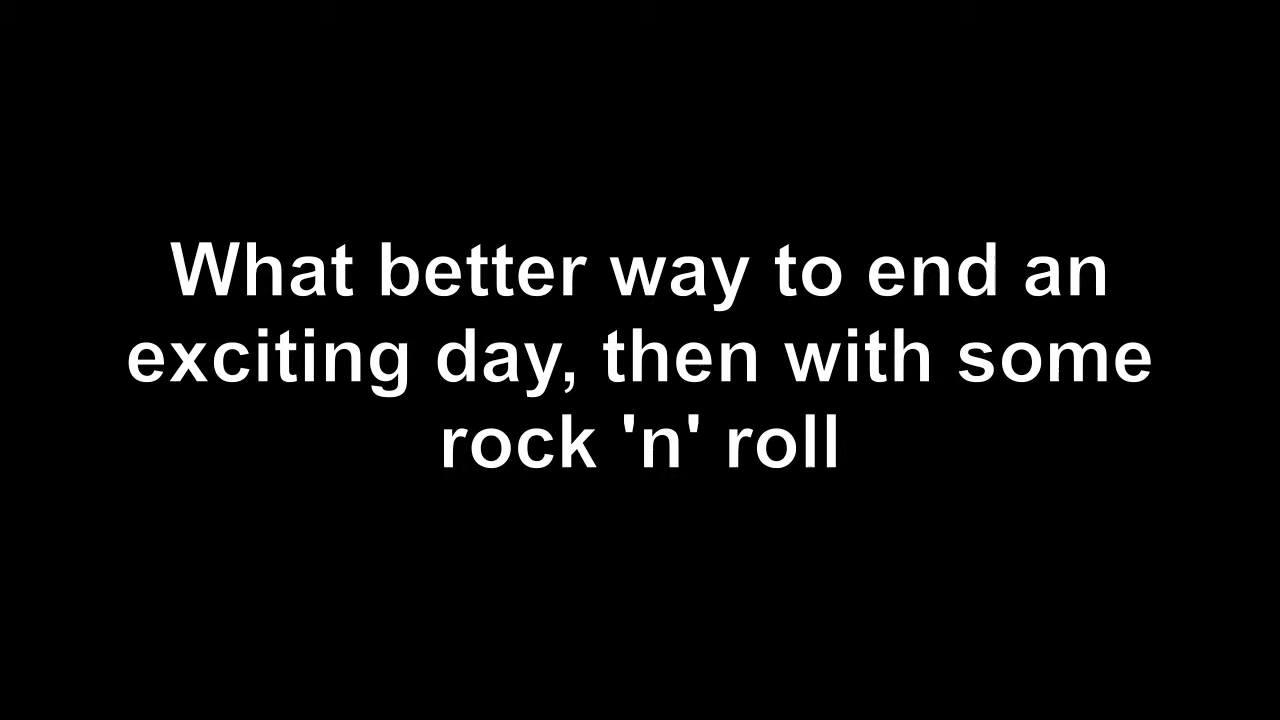 What better way to end an
exciting day, then with some
rock 'n' roll